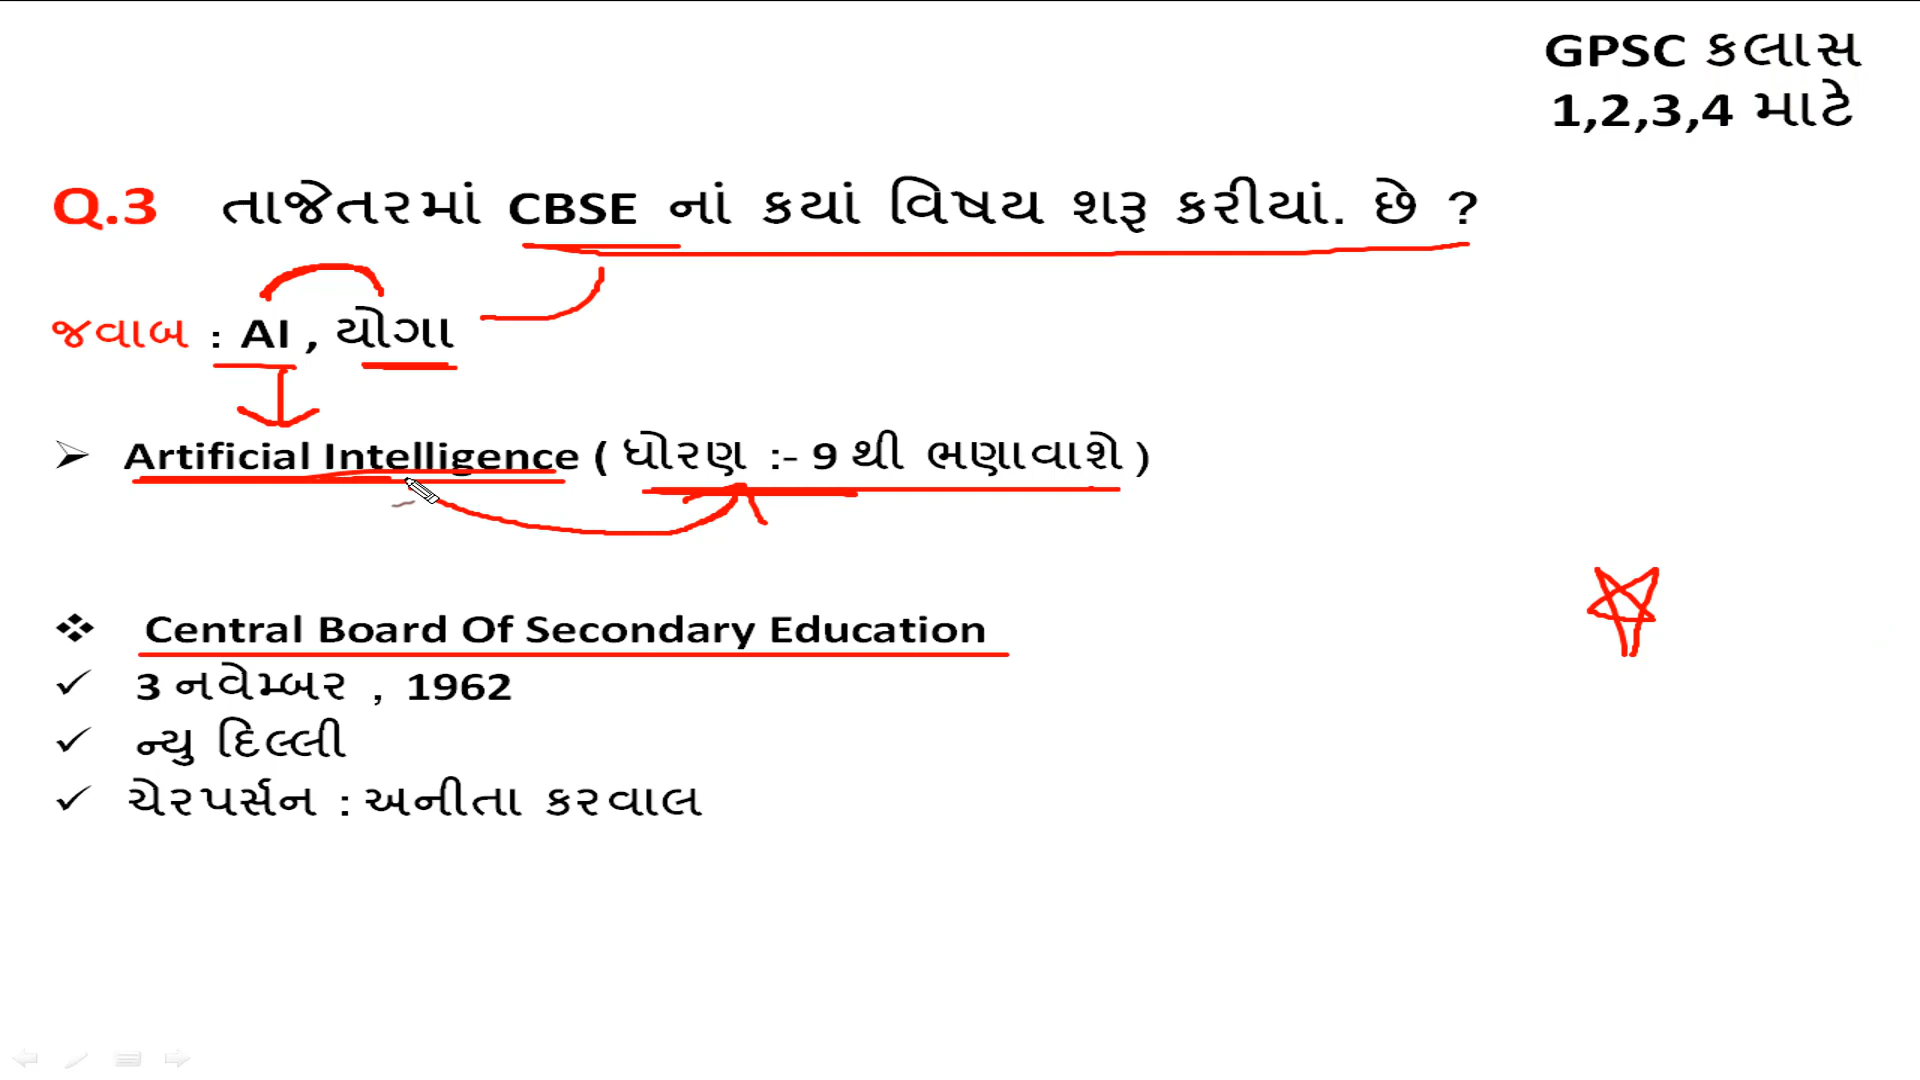 GPSC કલાસ
1,2,3,4 માટે
Q.3 તાજેતરમાં CBSE નાં કયાં વિષય શરૂ કરીયાં. છે ?
જવાબ : AI , યોગા
Artificial Intelligence ( ધોરણ :- 9 થી ભણાવાશે )
Central Board Of Secondary Education
3 નવેમ્બર , 1962
ન્યુ દિલ્લી
ચેરપર્સન : અનીતા કરવાલ